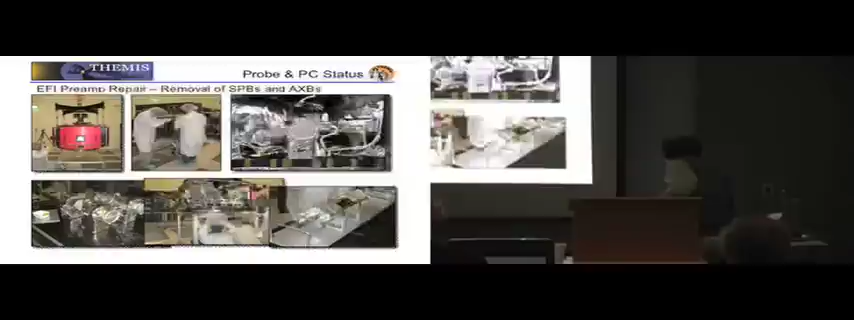 THEMIS
Probe & PC Status
EFI Preamp Repair – Removal of SPBs and AXBs